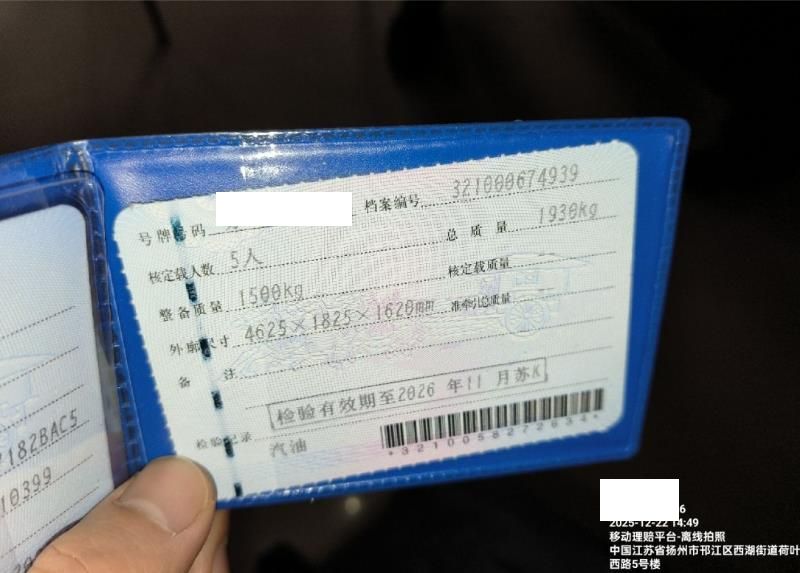 号牌号码 档案编号 321000674939
核定载人数 5人 总质量 1930kg
整备质量 1500kg 核定载质量
外廓尺寸 4625×1825×1620mm 准牵引总质量
备注
检验有效期至2026年11月苏K
检验记录
汽油
*3210058272634*
7182BAC5
10399
6
2025-12-22 14:49
移动理赔平台-离线拍照
中国江苏省扬州市邗江区西湖街道荷叶
西路5号楼